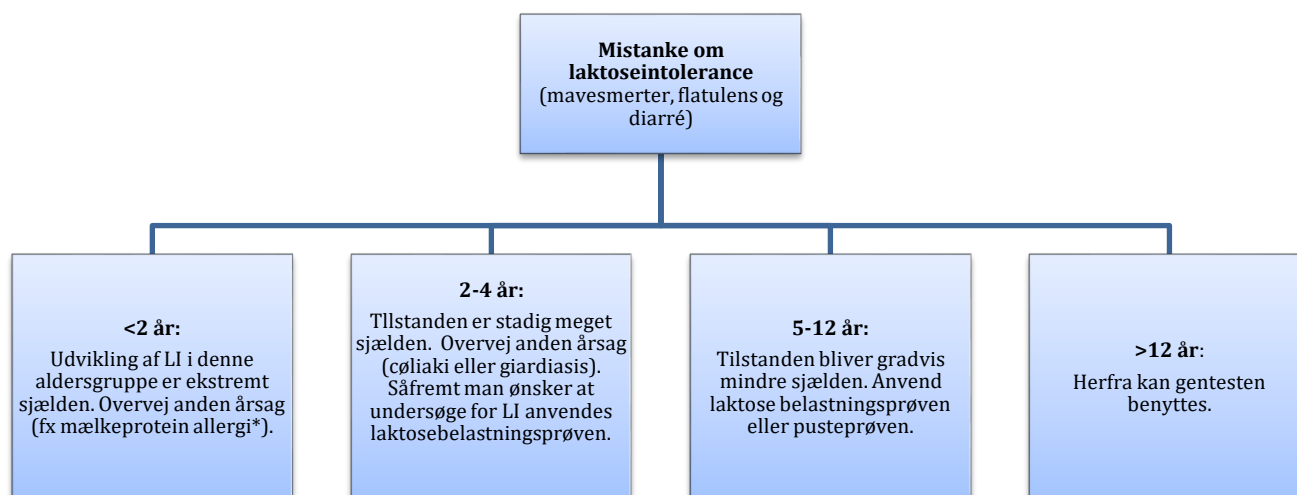 Mistanke om
laktoseintolerance
(mavesmerter, flatulens og
diarré)
<2 år:
Udvikling af LI i denne
aldersgruppe er ekstremt
sjælden. Overvej anden årsag
(fx mælkeprotein allergi*).
2-4 år:
Tllstanden er stadig meget
sjælden.  Overvej anden årsag
(cøliaki eller giardiasis).
Såfremt man ønsker at
undersøge for LI anvendes
laktosebelastningsprøven.
5-12 år:
Tilstanden bliver gradvis
mindre sjælden. Anvend
laktose belastningsprøven
eller pusteprøven.
>12 år:
Herfra kan gentesten
benyttes.